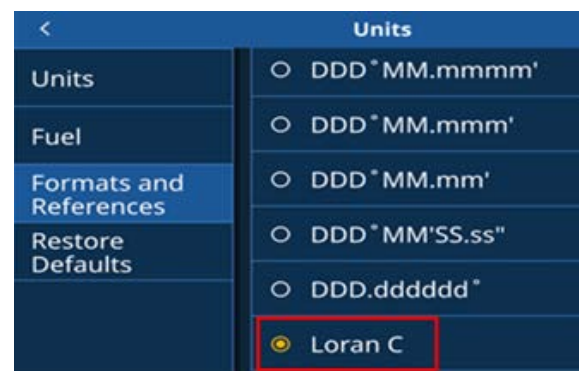 <
Units
Units
Fuel
Formats and
References
Restore
Defaults
DDD°MM.mmmm'
DDD°MM.mmm'
DDD°MM.mm'
DDD°MM'SS.ss"
DDD.dddddd°
Loran C